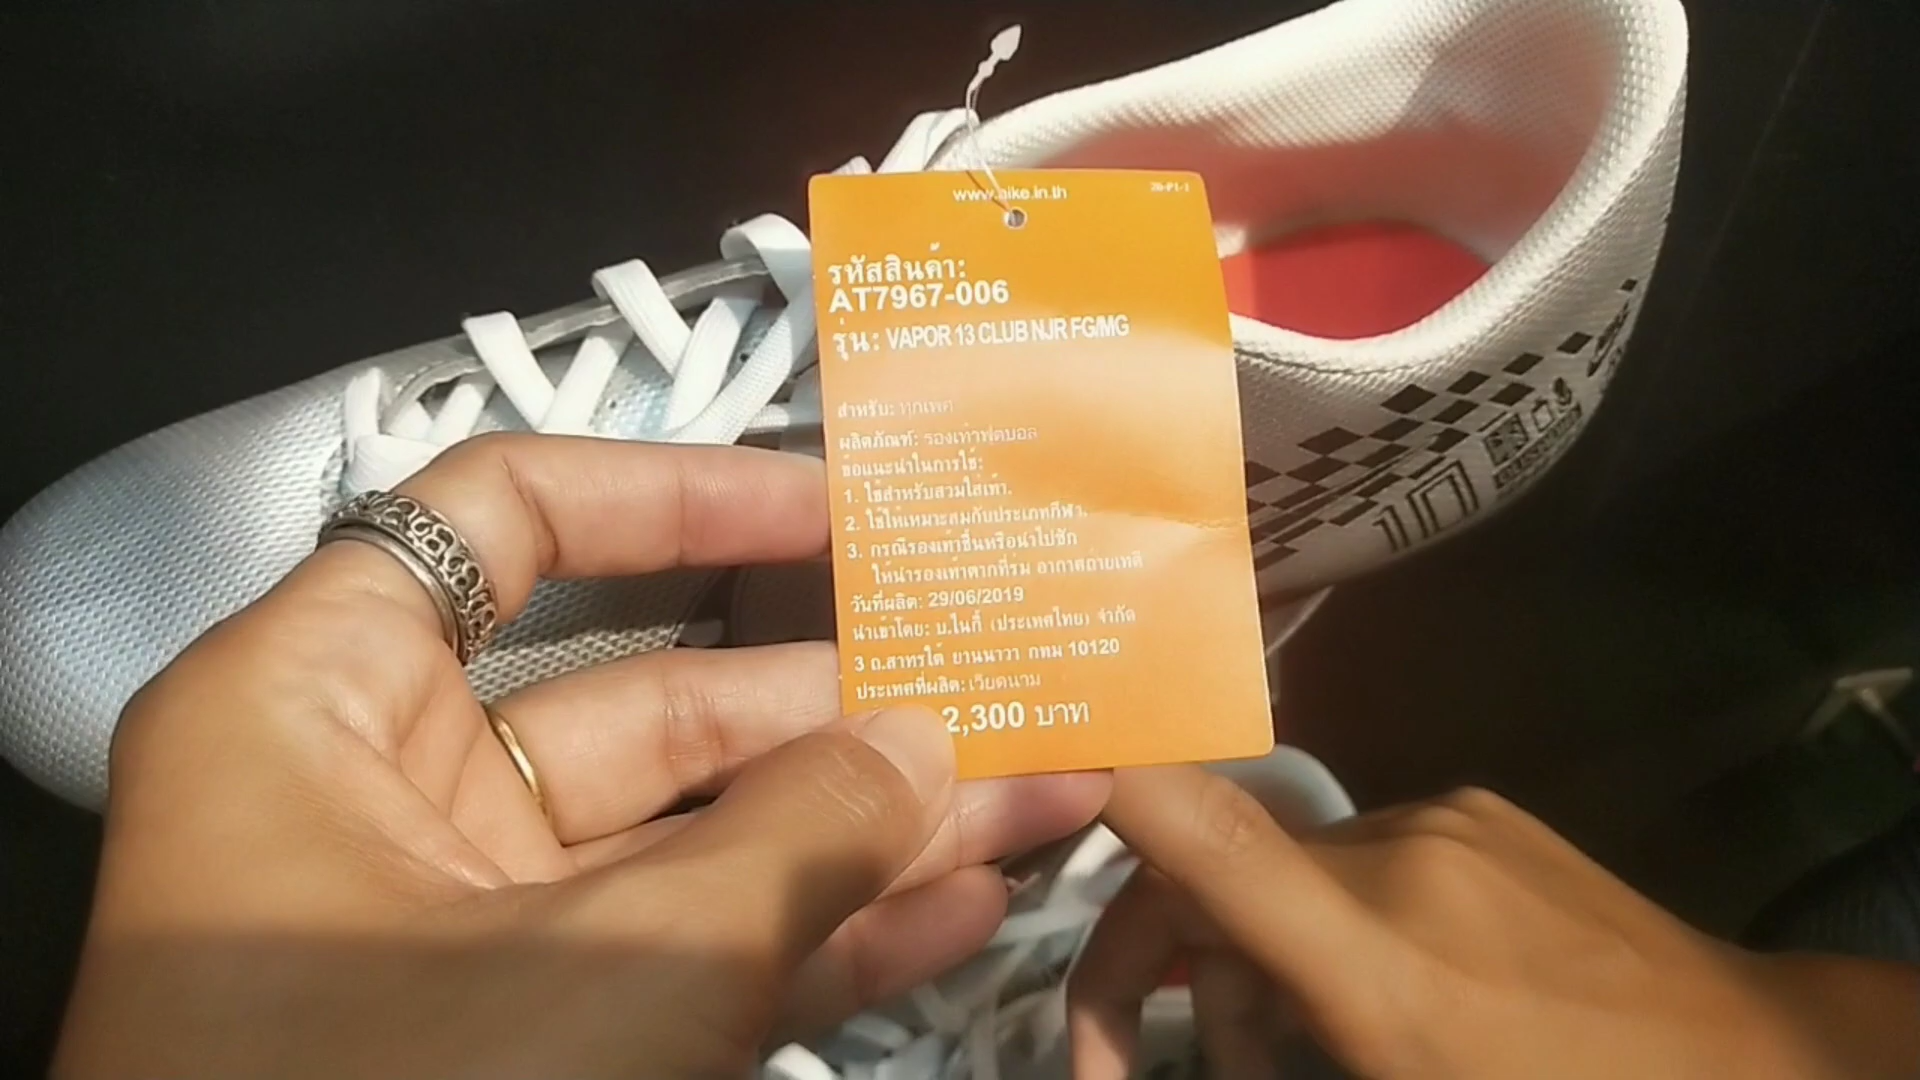 www.nike.in.th
20-P1-1
รหัสสินค้า:
AT7967-006
รุ่น: VAPOR 13 CLUB NJR FG/MG
สำหรับ: ทุกเพศ
ผลิตภัณฑ์: รองเท้าฟุตบอล
ข้อแนะนำในการใช้:
1. ใช้สำหรับสวมใส่เท้า.
2. ใช้ให้เหมาะสมกับประเภทกีฬา.
3. กรณีรองเท้าชื้นหรือนำไปซัก
ให้นำรองเท้าตากที่ร่ม อากาศถ่ายเทดี
วันที่ผลิต: 29/06/2019
นำเข้าโดย: บ.ไนกี้ (ประเทศไทย) จำกัด
3 ถ.สาทรใต้ ยานนาวา กทม 10120
ประเทศที่ผลิต: เวียดนาม
2,300 บาท
10